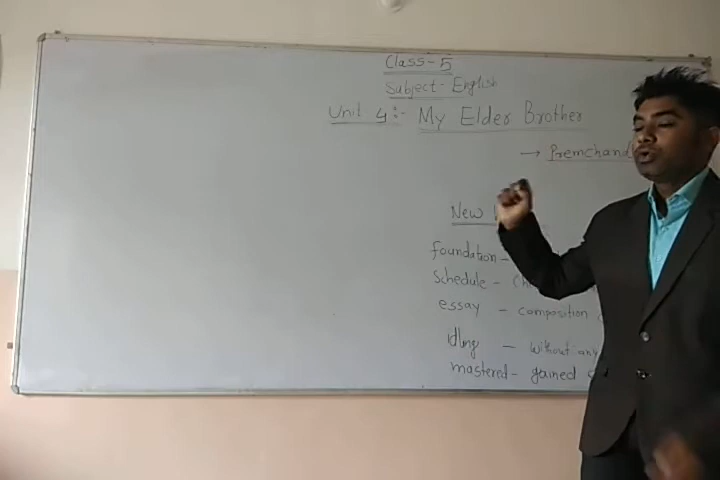 Class - 5
Subject - English
Unit 4:- My Elder Brother
→ Premchand
New
foundation -
Schedule -
essay - composition
idling - without any
mastered - gained